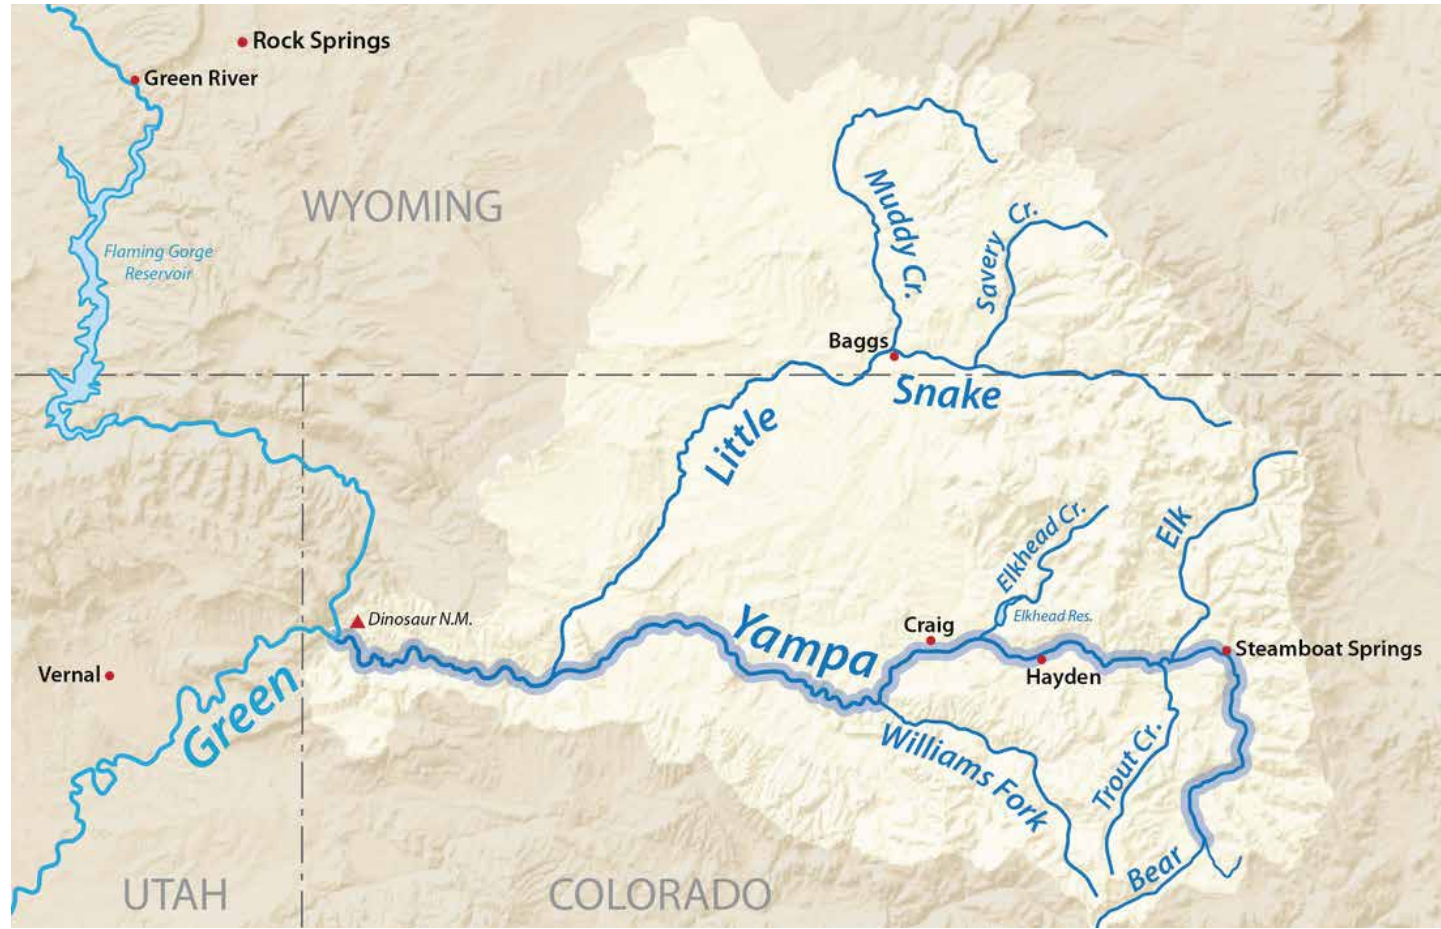 Rock Springs
Green River
WYOMING
Muddy Cr.
Savery Cr.
Flaming Gorge
Reservoir
Baggs
Snake
Little
Elk
Elkhead Cr.
Elkhead Res.
Dinosaur N.M.
Yampa
Craig
Steamboat Springs
Vernal
Hayden
Green
Williams Fork
Trout Cr.
Bear
UTAH
COLORADO